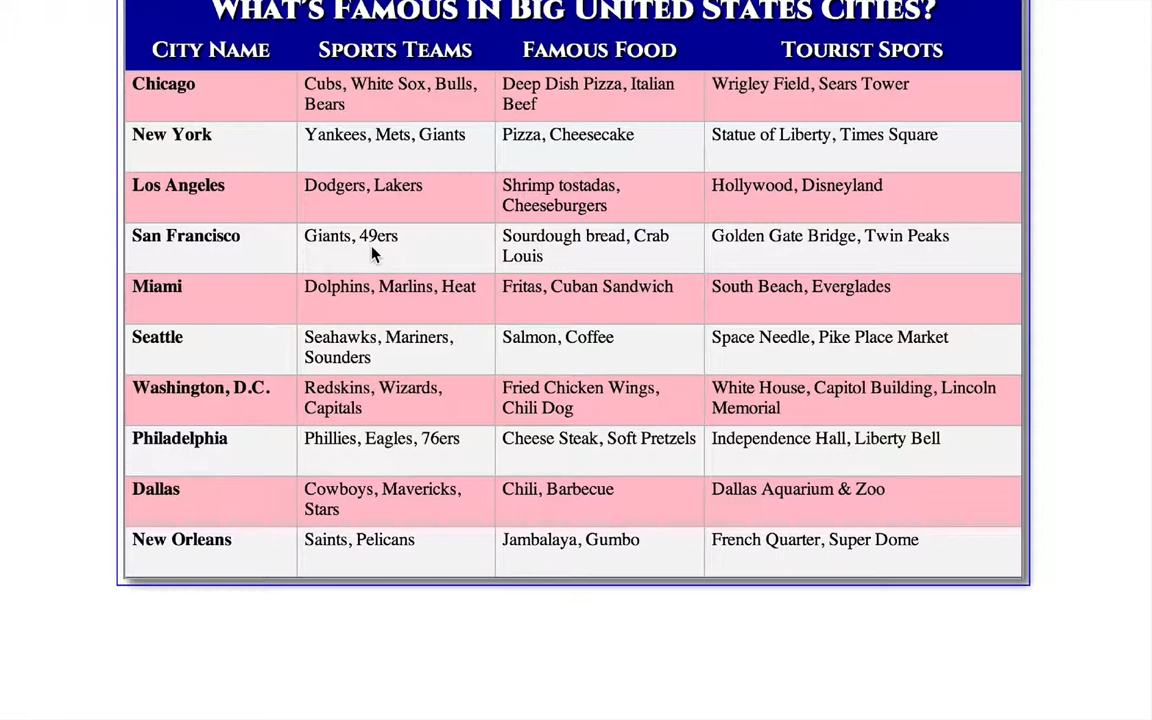 WHAT'S FAMOUS IN BIG UNITED STATES CITIES?
CITY NAME SPORTS TEAMS FAMOUS FOOD TOURIST SPOTS
Chicago Cubs, White Sox, Bulls, Deep Dish Pizza, Italian Wrigley Field, Sears Tower
Bears Beef
New York Yankees, Mets, Giants Pizza, Cheesecake Statue of Liberty, Times Square
Los Angeles Dodgers, Lakers Shrimp tostadas, Hollywood, Disneyland
Cheeseburgers
San Francisco Giants, 49ers Sourdough bread, Crab Golden Gate Bridge, Twin Peaks
Louis
Miami Dolphins, Marlins, Heat Fritas, Cuban Sandwich South Beach, Everglades
Seattle Seahawks, Mariners, Salmon, Coffee Space Needle, Pike Place Market
Sounders
Washington, D.C. Redskins, Wizards, Fried Chicken Wings, White House, Capitol Building, Lincoln
Capitals Chili Dog Memorial
Philadelphia Phillies, Eagles, 76ers Cheese Steak, Soft Pretzels Independence Hall, Liberty Bell
Dallas Cowboys, Mavericks, Chili, Barbecue Dallas Aquarium & Zoo
Stars
New Orleans Saints, Pelicans Jambalaya, Gumbo French Quarter, Super Dome